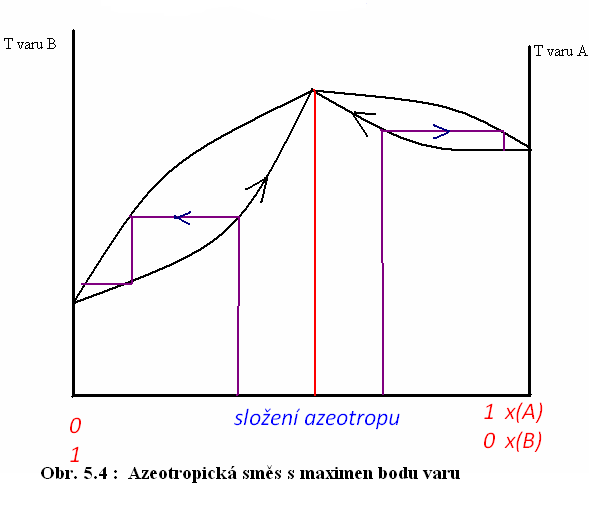 T varu B
T varu A
složení azeotropu
0
1
1 x(A)
0 x(B)
Obr. 5.4 : Azeotropická směs s maximen bodu varu